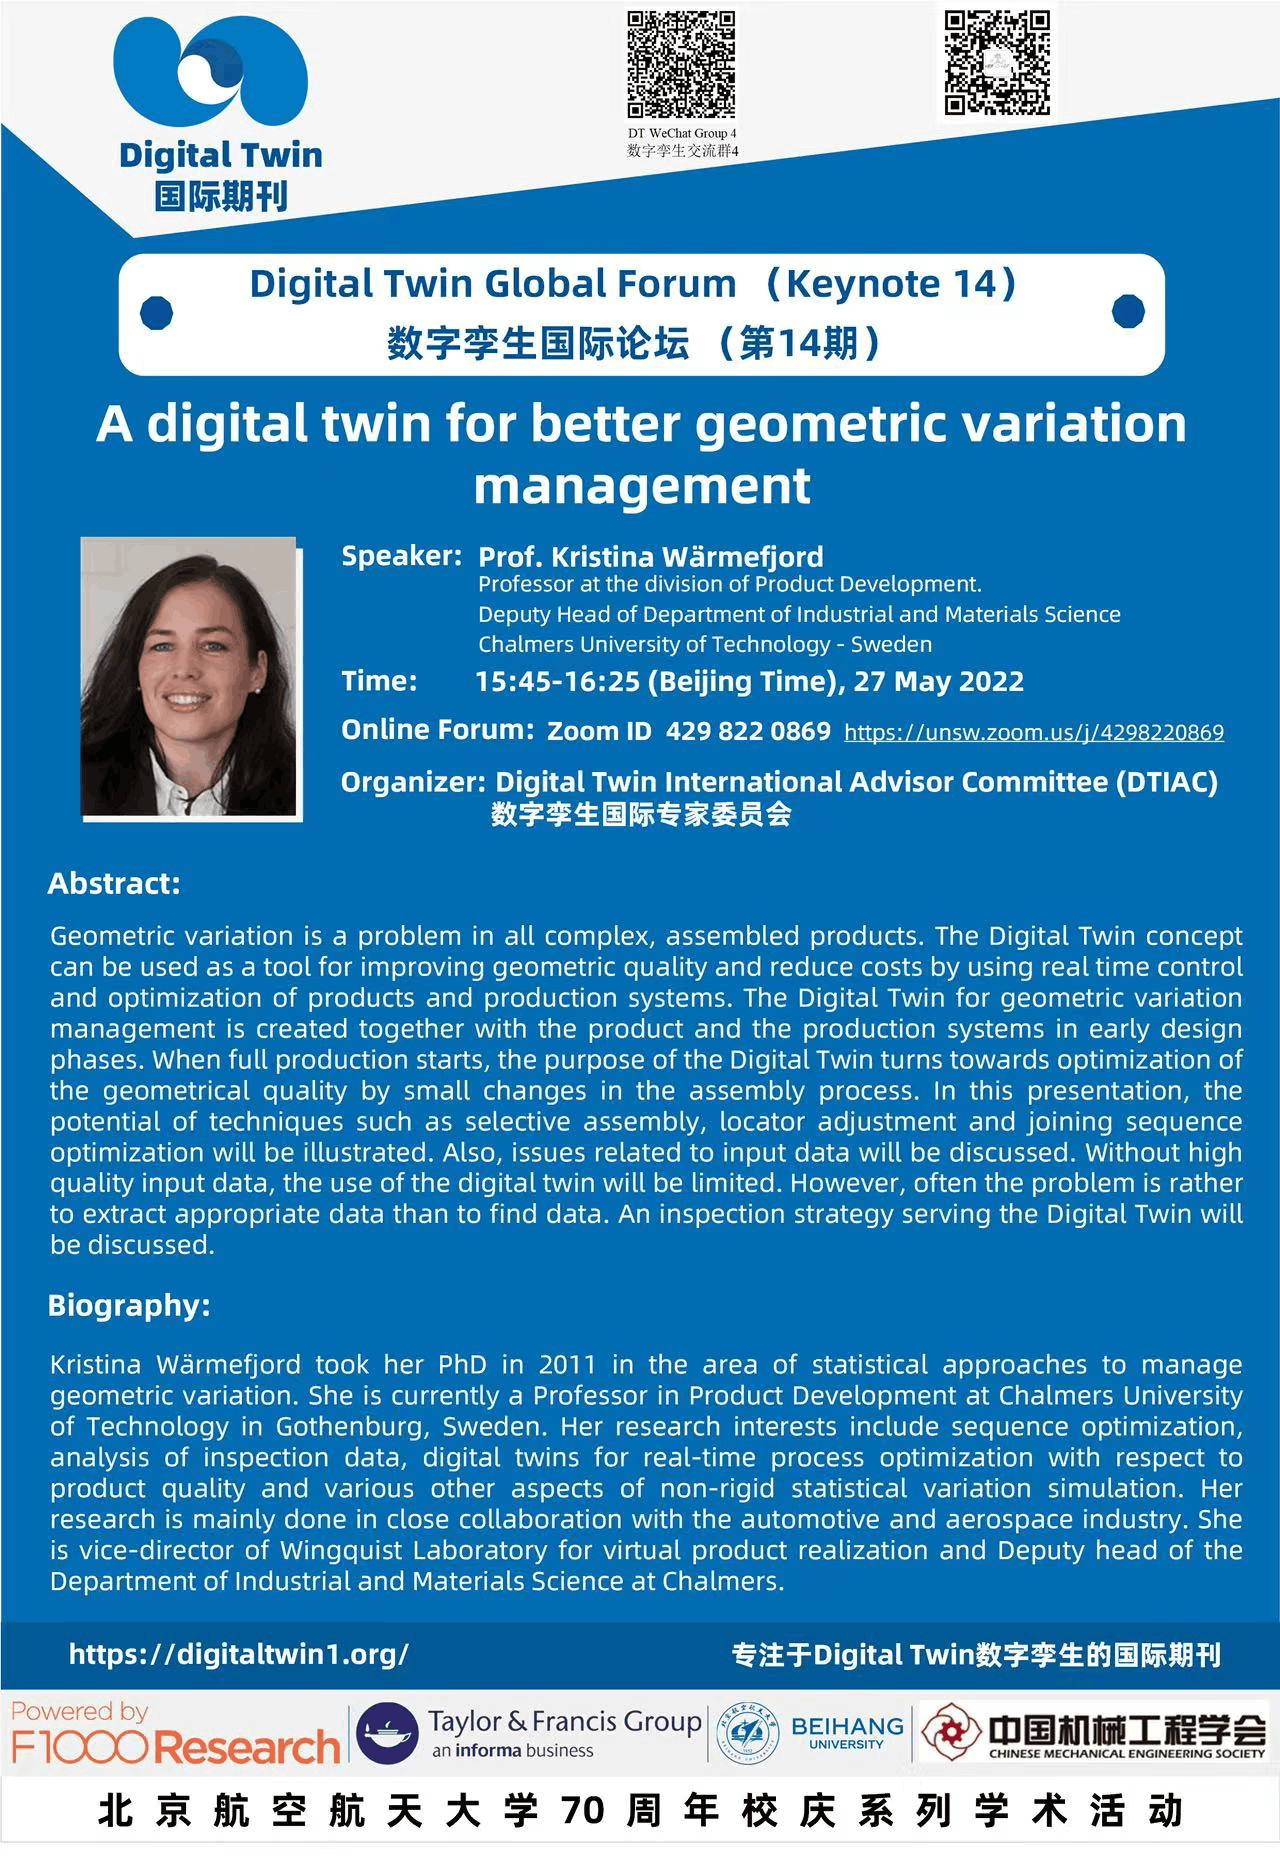 Digital Twin
国际期刊
DT WeChat Group 4
数字孪生交流群4
Digital Twin Global Forum （Keynote 14）
数字孪生国际论坛 （第14期）
A digital twin for better geometric variation
management
Speaker: Prof. Kristina Wärmefjord
Professor at the division of Product Development.
Deputy Head of Department of Industrial and Materials Science
Chalmers University of Technology - Sweden
Time: 15:45-16:25 (Beijing Time), 27 May 2022
Online Forum: Zoom ID 429 822 0869 https://unsw.zoom.us/j/4298220869
Organizer: Digital Twin International Advisor Committee (DTIAC)
数字孪生国际专家委员会
Abstract:
Geometric variation is a problem in all complex, assembled products. The Digital Twin concept
can be used as a tool for improving geometric quality and reduce costs by using real time control
and optimization of products and production systems. The Digital Twin for geometric variation
management is created together with the product and the production systems in early design
phases. When full production starts, the purpose of the Digital Twin turns towards optimization of
the geometrical quality by small changes in the assembly process. In this presentation, the
potential of techniques such as selective assembly, locator adjustment and joining sequence
optimization will be illustrated. Also, issues related to input data will be discussed. Without high
quality input data, the use of the digital twin will be limited. However, often the problem is rather
to extract appropriate data than to find data. An inspection strategy serving the Digital Twin will
be discussed.
Biography:
Kristina Wärmefjord took her PhD in 2011 in the area of statistical approaches to manage
geometric variation. She is currently a Professor in Product Development at Chalmers University
of Technology in Gothenburg, Sweden. Her research interests include sequence optimization,
analysis of inspection data, digital twins for real-time process optimization with respect to
product quality and various other aspects of non-rigid statistical variation simulation. Her
research is mainly done in close collaboration with the automotive and aerospace industry. She
is vice-director of Wingquist Laboratory for virtual product realization and Deputy head of the
Department of Industrial and Materials Science at Chalmers.
https://digitaltwin1.org/ 专注于Digital Twin数字孪生的国际期刊
Powered by
F1000Research
Taylor & Francis Group
an informa business
BEIHANG
UNIVERSITY
中国机械工程学会
CHINESE MECHANICAL ENGINEERING SOCIETY
北京航空航天大学70周年校庆系列学术活动